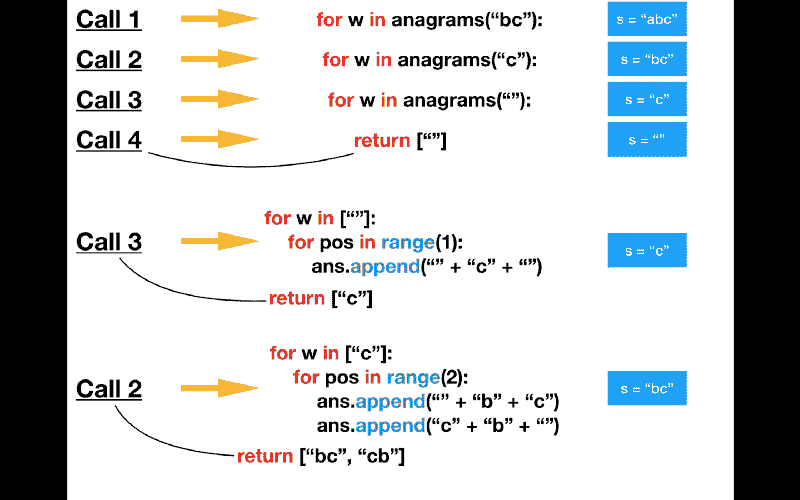 Call 1 for w in anagrams(“bc”): s = “abc”
Call 2 for w in anagrams(“c”): s = “bc”
Call 3 for w in anagrams(“”): s = “c”
Call 4 return [“”] s = “”
for w in [“”]:
Call 3 for pos in range(1): s = “c”
ans.append(“” + “c” + “”)
return [“c”]
for w in [“c”]:
Call 2 for pos in range(2): s = “bc”
ans.append(“” + “b” + “c”)
ans.append(“c” + “b” + “”)
return [“bc”, “cb”]